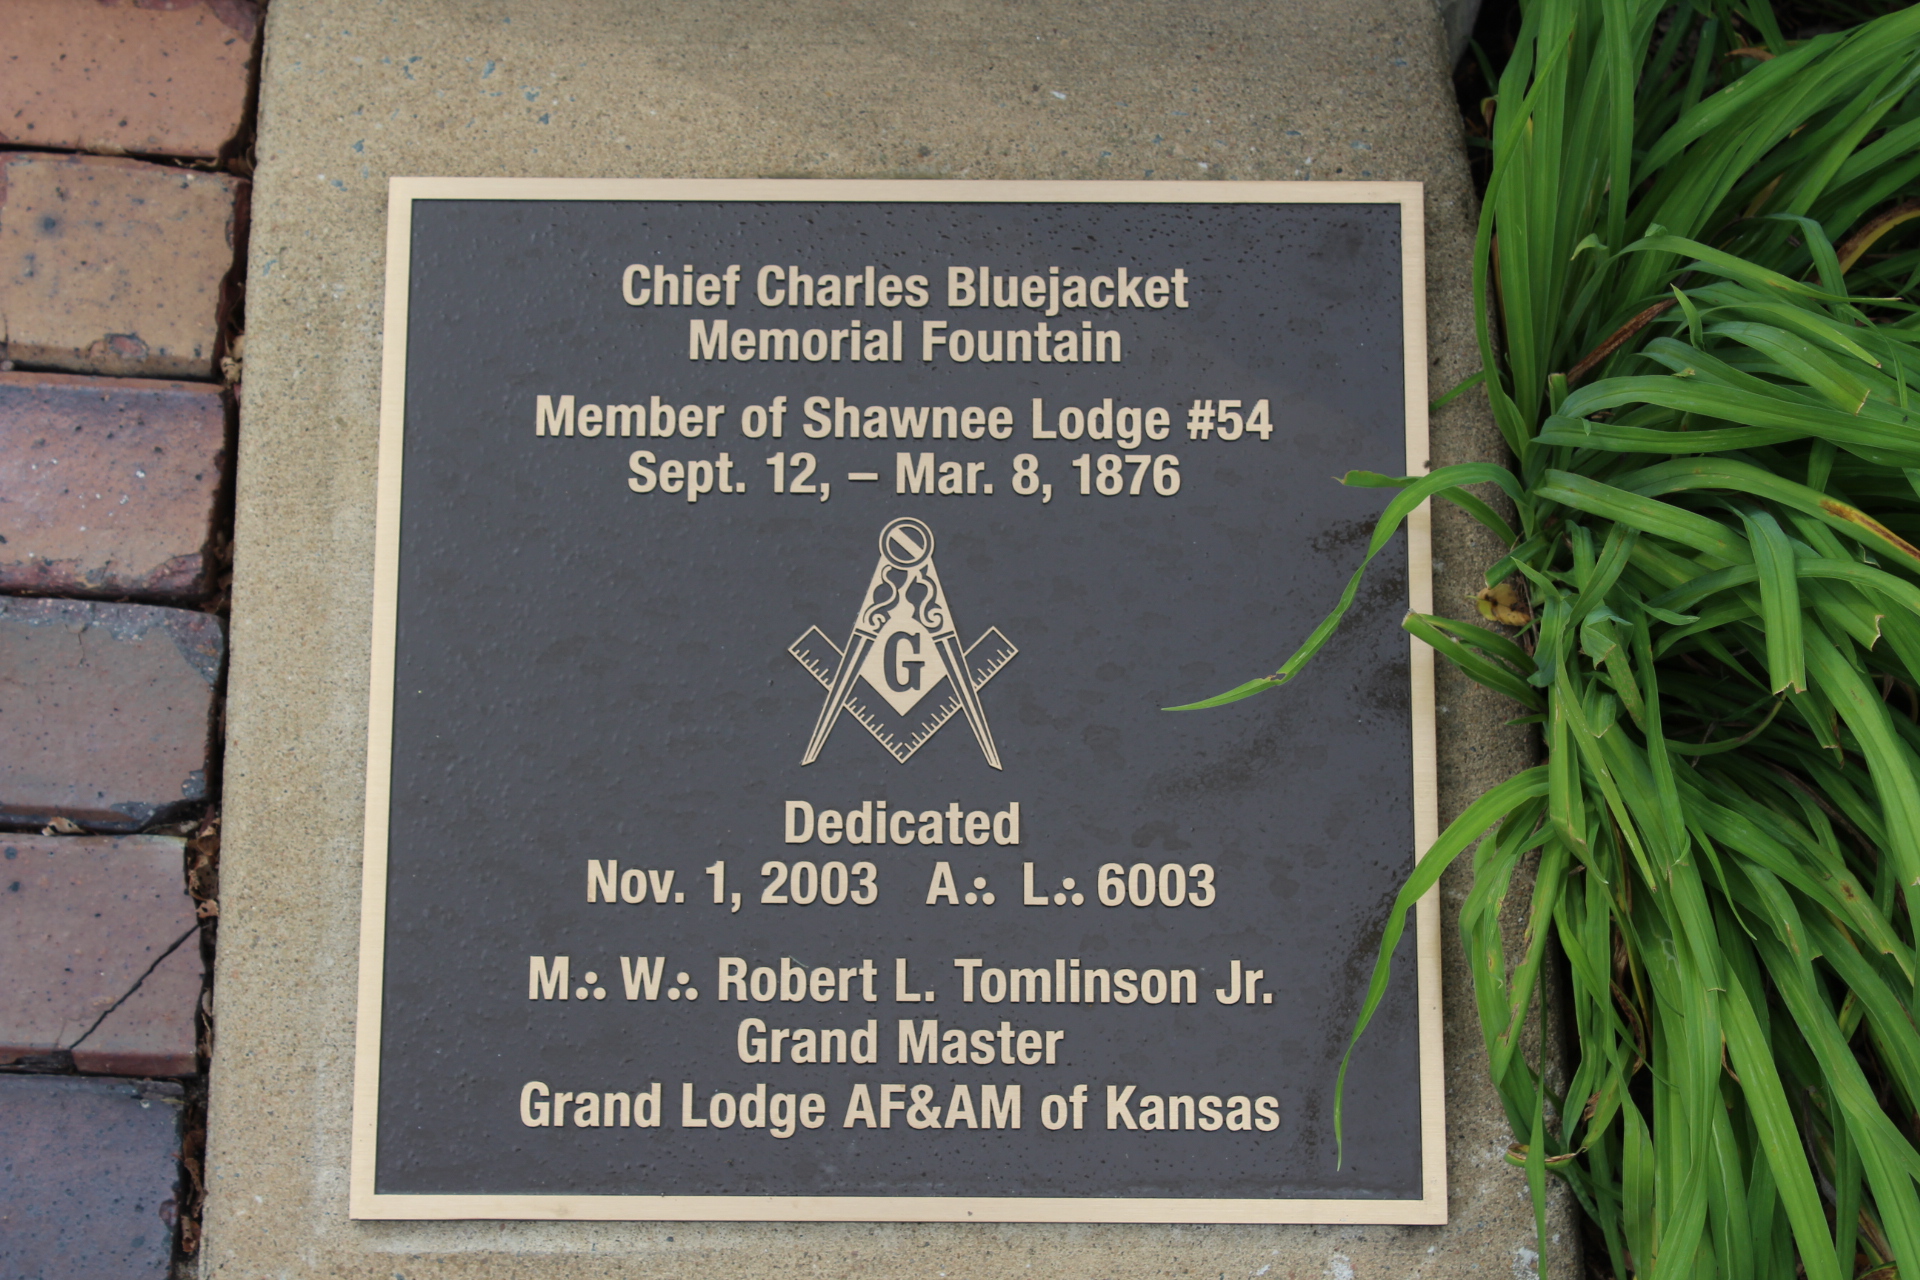 Chief Charles Bluejacket
Memorial Fountain
Member of Shawnee Lodge #54
Sept. 12, – Mar. 8, 1876
G
Dedicated
Nov. 1, 2003 A∴ L∴ 6003
M∴ W∴ Robert L. Tomlinson Jr.
Grand Master
Grand Lodge AF&AM of Kansas